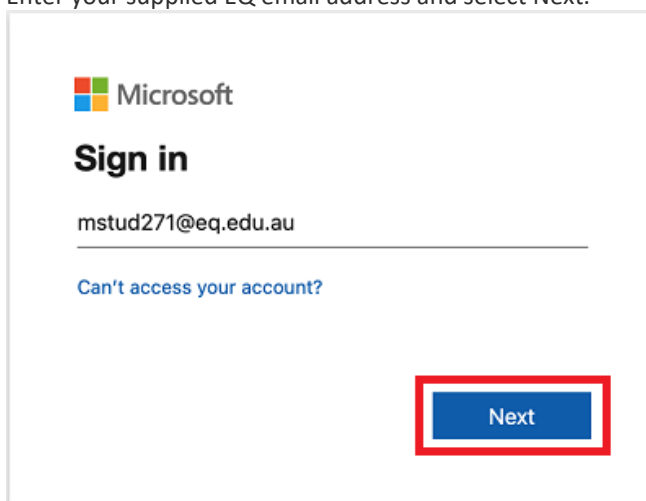 Enter your supplied EQ email address and select Next.
Microsoft
Sign in
mstud271@eq.edu.au
Can't access your account?
Next